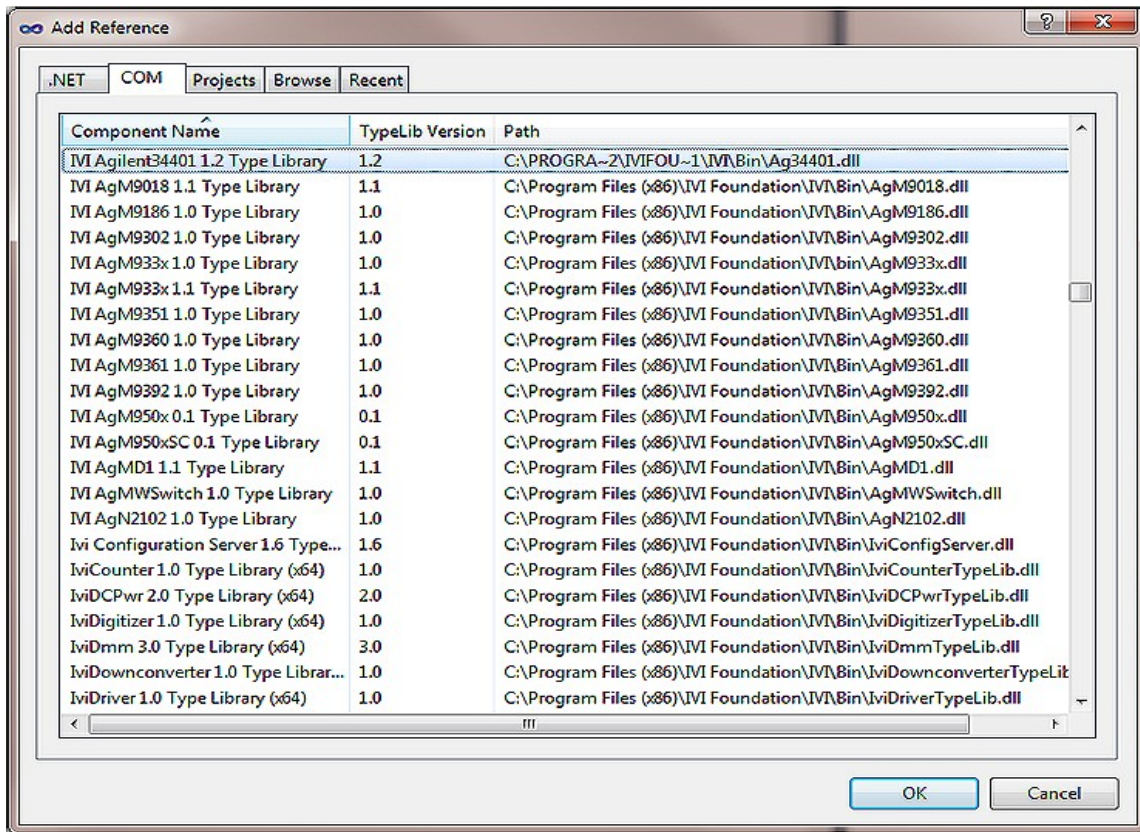 Add Reference
.NET COM Projects Browse Recent
Component Name TypeLib Version Path
IVI Agilent34401 1.2 Type Library 1.2 C:\PROGRA~2\IVIFOU~1\IVI\Bin\Ag34401.dll
IVI AgM9018 1.1 Type Library 1.1 C:\Program Files (x86)\IVI Foundation\IVI\Bin\AgM9018.dll
IVI AgM9186 1.0 Type Library 1.0 C:\Program Files (x86)\IVI Foundation\IVI\Bin\AgM9186.dll
IVI AgM9302 1.0 Type Library 1.0 C:\Program Files (x86)\IVI Foundation\IVI\Bin\AgM9302.dll
IVI AgM933x 1.0 Type Library 1.0 C:\Program Files (x86)\IVI Foundation\IVI\bin\AgM933x.dll
IVI AgM933x 1.1 Type Library 1.1 C:\Program Files (x86)\IVI Foundation\IVI\Bin\AgM933x.dll
IVI AgM9351 1.0 Type Library 1.0 C:\Program Files (x86)\IVI Foundation\IVI\Bin\AgM9351.dll
IVI AgM9360 1.0 Type Library 1.0 C:\Program Files (x86)\IVI Foundation\IVI\Bin\AgM9360.dll
IVI AgM9361 1.0 Type Library 1.0 C:\Program Files (x86)\IVI Foundation\IVI\Bin\AgM9361.dll
IVI AgM9392 1.0 Type Library 1.0 C:\Program Files (x86)\IVI Foundation\IVI\Bin\AgM9392.dll
IVI AgM950x 0.1 Type Library 0.1 C:\Program Files (x86)\IVI Foundation\IVI\Bin\AgM950x.dll
IVI AgM950xSC 0.1 Type Library 0.1 C:\Program Files (x86)\IVI Foundation\IVI\Bin\AgM950xSC.dll
IVI AgMD1 1.1 Type Library 1.1 C:\Program Files (x86)\IVI Foundation\IVI\Bin\AgMD1.dll
IVI AgMWSwitch 1.0 Type Library 1.0 C:\Program Files (x86)\IVI Foundation\IVI\Bin\AgMWSwitch.dll
IVI AgN2102 1.0 Type Library 1.0 C:\Program Files (x86)\IVI Foundation\IVI\Bin\AgN2102.dll
Ivi Configuration Server 1.6 Type... 1.6 C:\Program Files (x86)\IVI Foundation\IVI\Bin\IviConfigServer.dll
IviCounter 1.0 Type Library (x64) 1.0 C:\Program Files (x86)\IVI Foundation\IVI\Bin\IviCounterTypeLib.dll
IviDCPwr 2.0 Type Library (x64) 2.0 C:\Program Files (x86)\IVI Foundation\IVI\Bin\IviDCPwrTypeLib.dll
IviDigitizer 1.0 Type Library (x64) 1.0 C:\Program Files (x86)\IVI Foundation\IVI\Bin\IviDigitizerTypeLib.dll
IviDmm 3.0 Type Library (x64) 3.0 C:\Program Files (x86)\IVI Foundation\IVI\Bin\IviDmmTypeLib.dll
IviDownconverter 1.0 Type Librar... 1.0 C:\Program Files (x86)\IVI Foundation\IVI\Bin\IviDownconverterTypeLib
IviDriver 1.0 Type Library (x64) 1.0 C:\Program Files (x86)\IVI Foundation\IVI\Bin\IviDriverTypeLib.dll
OK Cancel